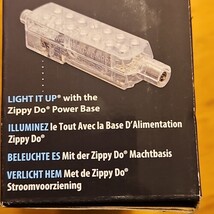 LIGHT IT UP® with the
Zippy Do® Power Base
ILLUMINEZ le Tout Avec la Base D'Alimentation
Zippy Do®
BELEUCHTE ES Mit der Zippy Do® Machtbasis
VERLICHT HEM Met de Zippy Do®
Stroomvoorziening